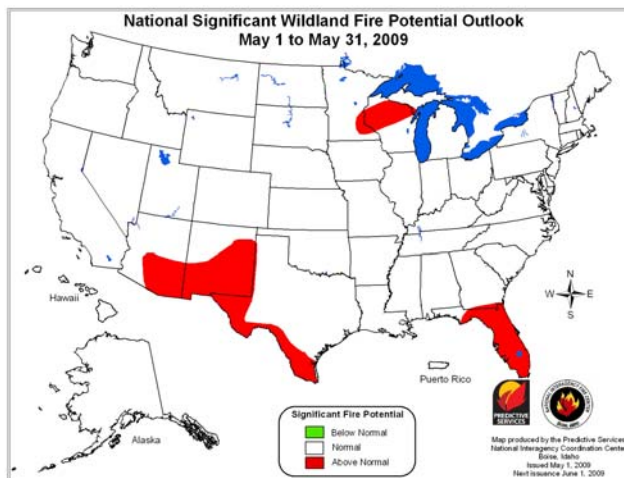 National Significant Wildland Fire Potential Outlook
May 1 to May 31, 2009
Hawaii
N
W
E
S
Puerto Rico
Alaska
Significant Fire Potential
Below Normal
Normal
Above Normal
PREDICTIVE
SERVICES
Map produced by the Predictive Services
National Interagency Coordination Center
Boise, Idaho
Issued May 1, 2009
Next issuance June 1, 2009